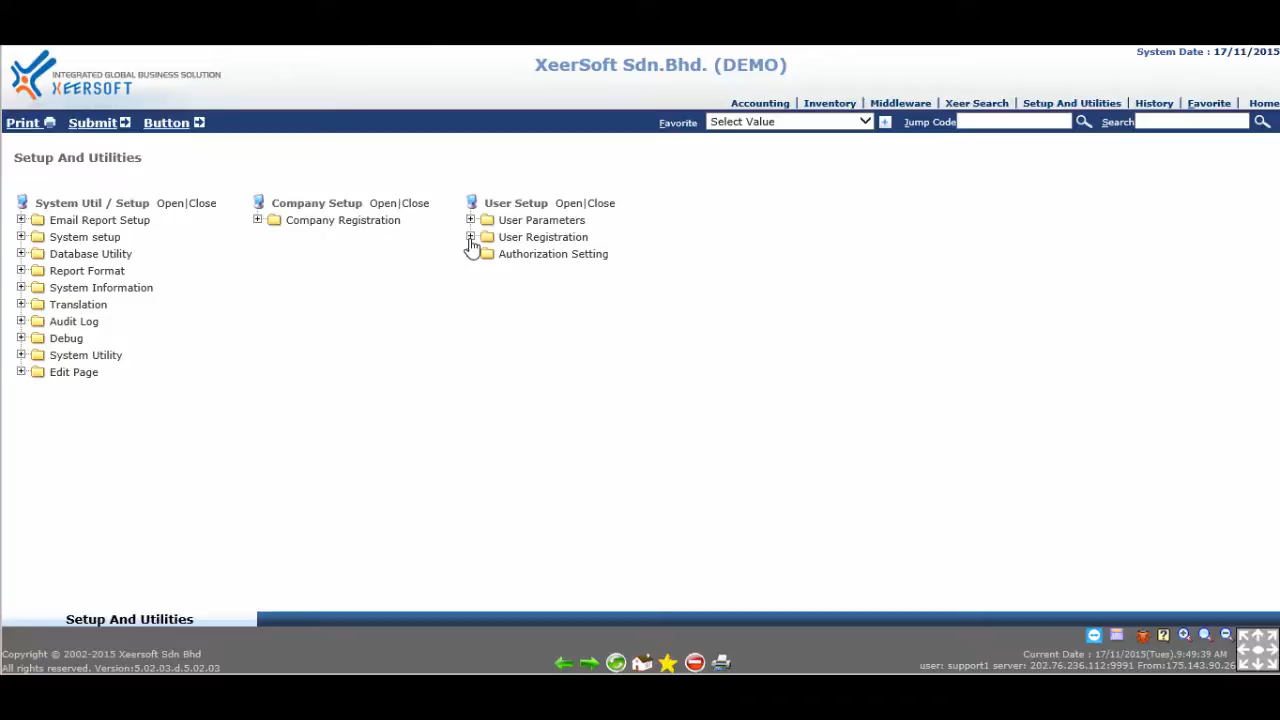 System Date : 17/11/2015
INTEGRATED GLOBAL BUSINESS SOLUTION
XEERSOFT
XeerSoft Sdn.Bhd. (DEMO)
Accounting | Inventory | Middleware | Xeer Search | Setup And Utilities | History | Favorite | Home
Print Submit Button Favorite Select Value Jump Code Search
Setup And Utilities
System Util / Setup Open|Close
Email Report Setup
System setup
Database Utility
Report Format
System Information
Translation
Audit Log
Debug
System Utility
Edit Page
Company Setup Open|Close
Company Registration
User Setup Open|Close
User Parameters
User Registration
Authorization Setting
Setup And Utilities
Copyright © 2002-2015 Xeersoft Sdn Bhd
All rights reserved. Version:5.02.03.d.5.02.03
Current Date : 17/11/2015(Tues).9:49:39 AM
user: support1 server: 202.76.236.112:9991 From:175.143.90.26